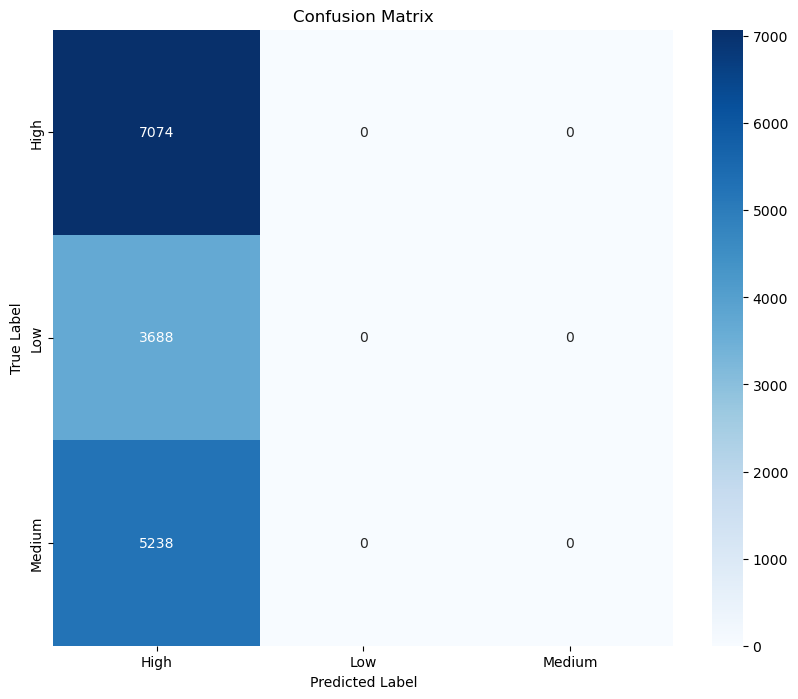 Confusion Matrix
True Label
High
7074 0 0
Low
3688 0 0
Medium
5238 0 0
High Low Medium
Predicted Label
7000
6000
5000
4000
3000
2000
1000
0